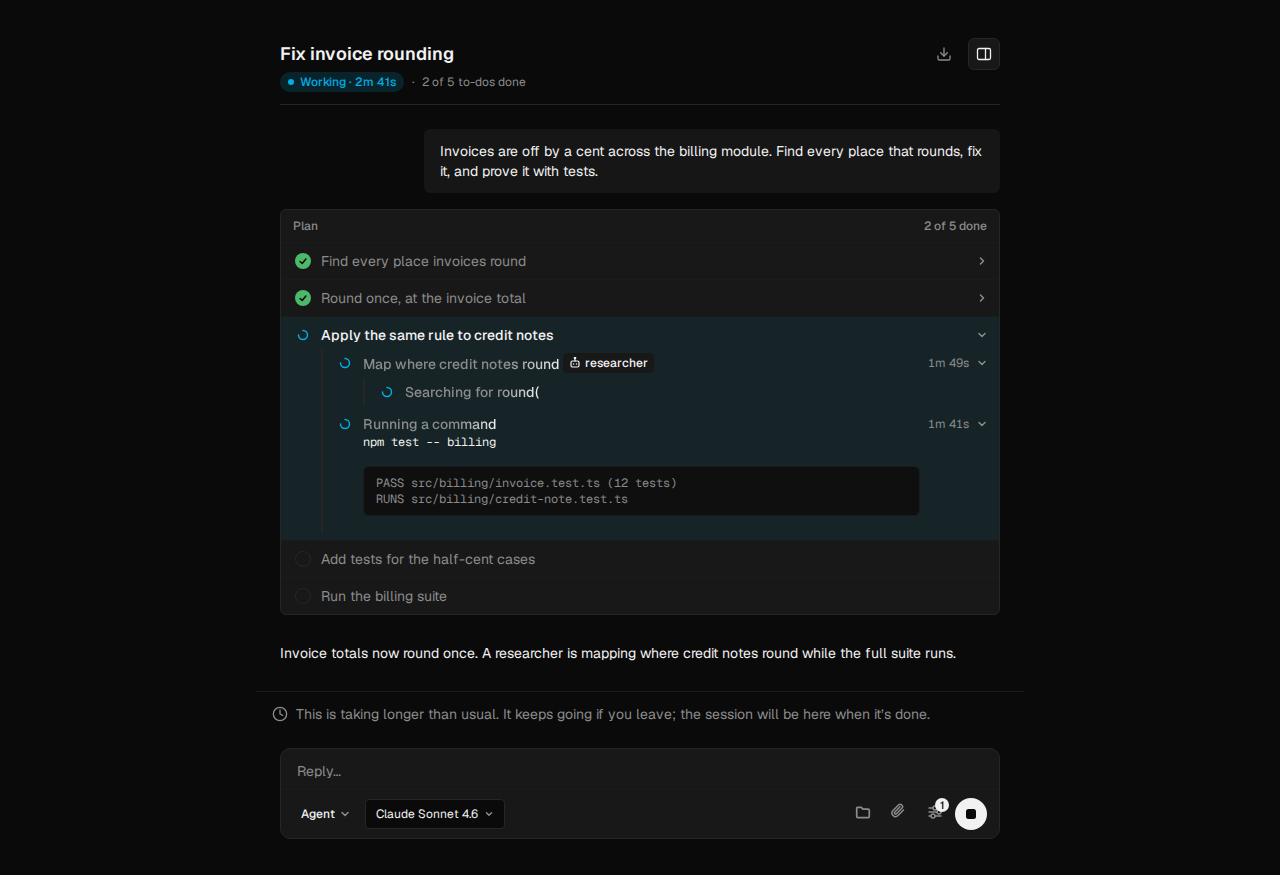 Fix invoice rounding
Working · 2m 41s · 2 of 5 to-dos done
Invoices are off by a cent across the billing module. Find every place that rounds, fix
it, and prove it with tests.
Plan 2 of 5 done
Find every place invoices round
Round once, at the invoice total
Apply the same rule to credit notes
Map where credit notes round researcher 1m 49s
Searching for round(
Running a command 1m 41s
npm test -- billing
PASS src/billing/invoice.test.ts (12 tests)
RUNS src/billing/credit-note.test.ts
Add tests for the half-cent cases
Run the billing suite
Invoice totals now round once. A researcher is mapping where credit notes round while the full suite runs.
This is taking longer than usual. It keeps going if you leave; the session will be here when it's done.
Reply...
Agent Claude Sonnet 4.6 1